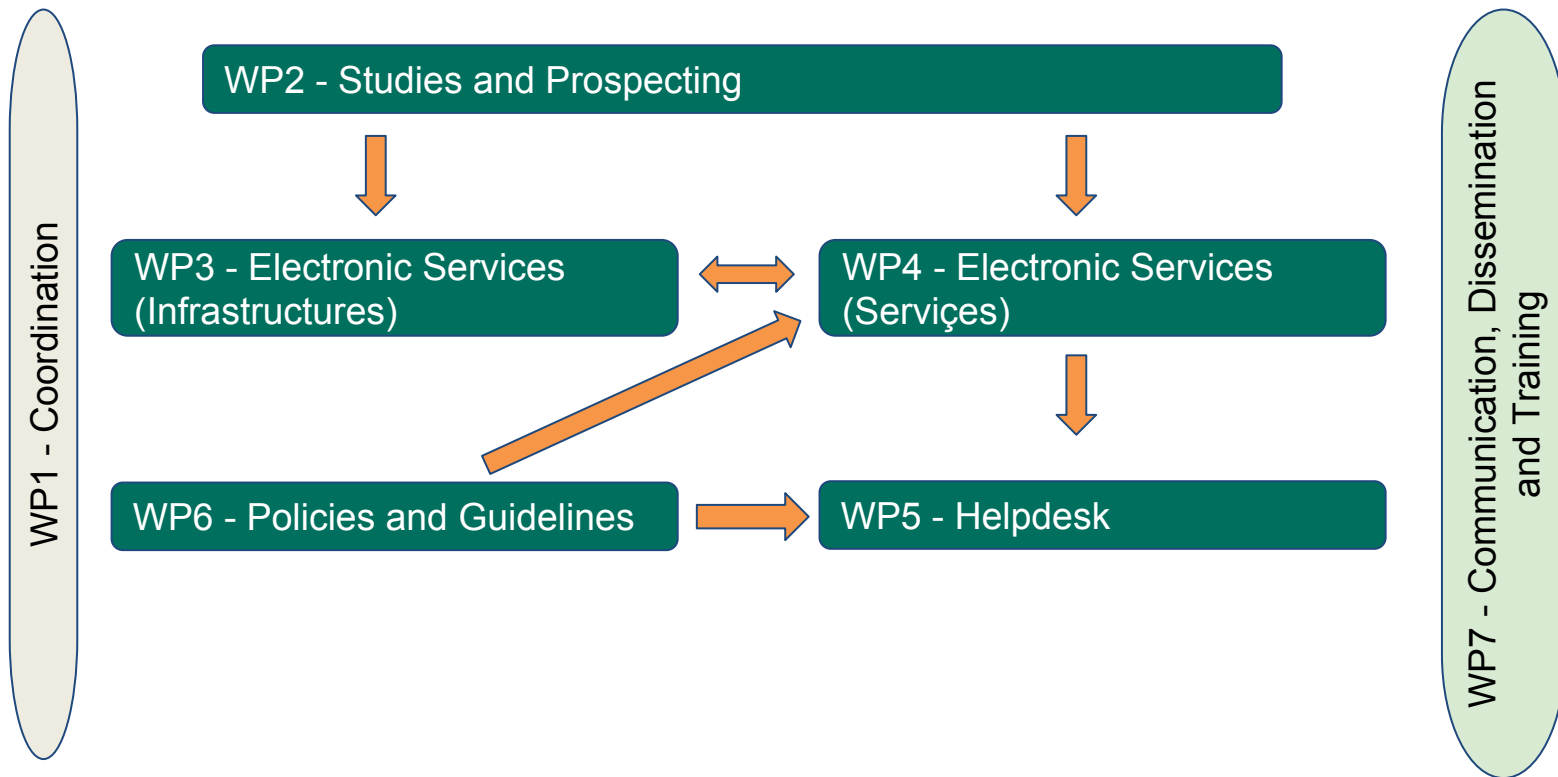 WP1 - Coordination
WP2 - Studies and Prospecting
WP3 - Electronic Services
(Infrastructures)
WP4 - Electronic Services
(Serviçes)
WP6 - Policies and Guidelines
WP5 - Helpdesk
WP7 - Communication, Dissemination
and Training